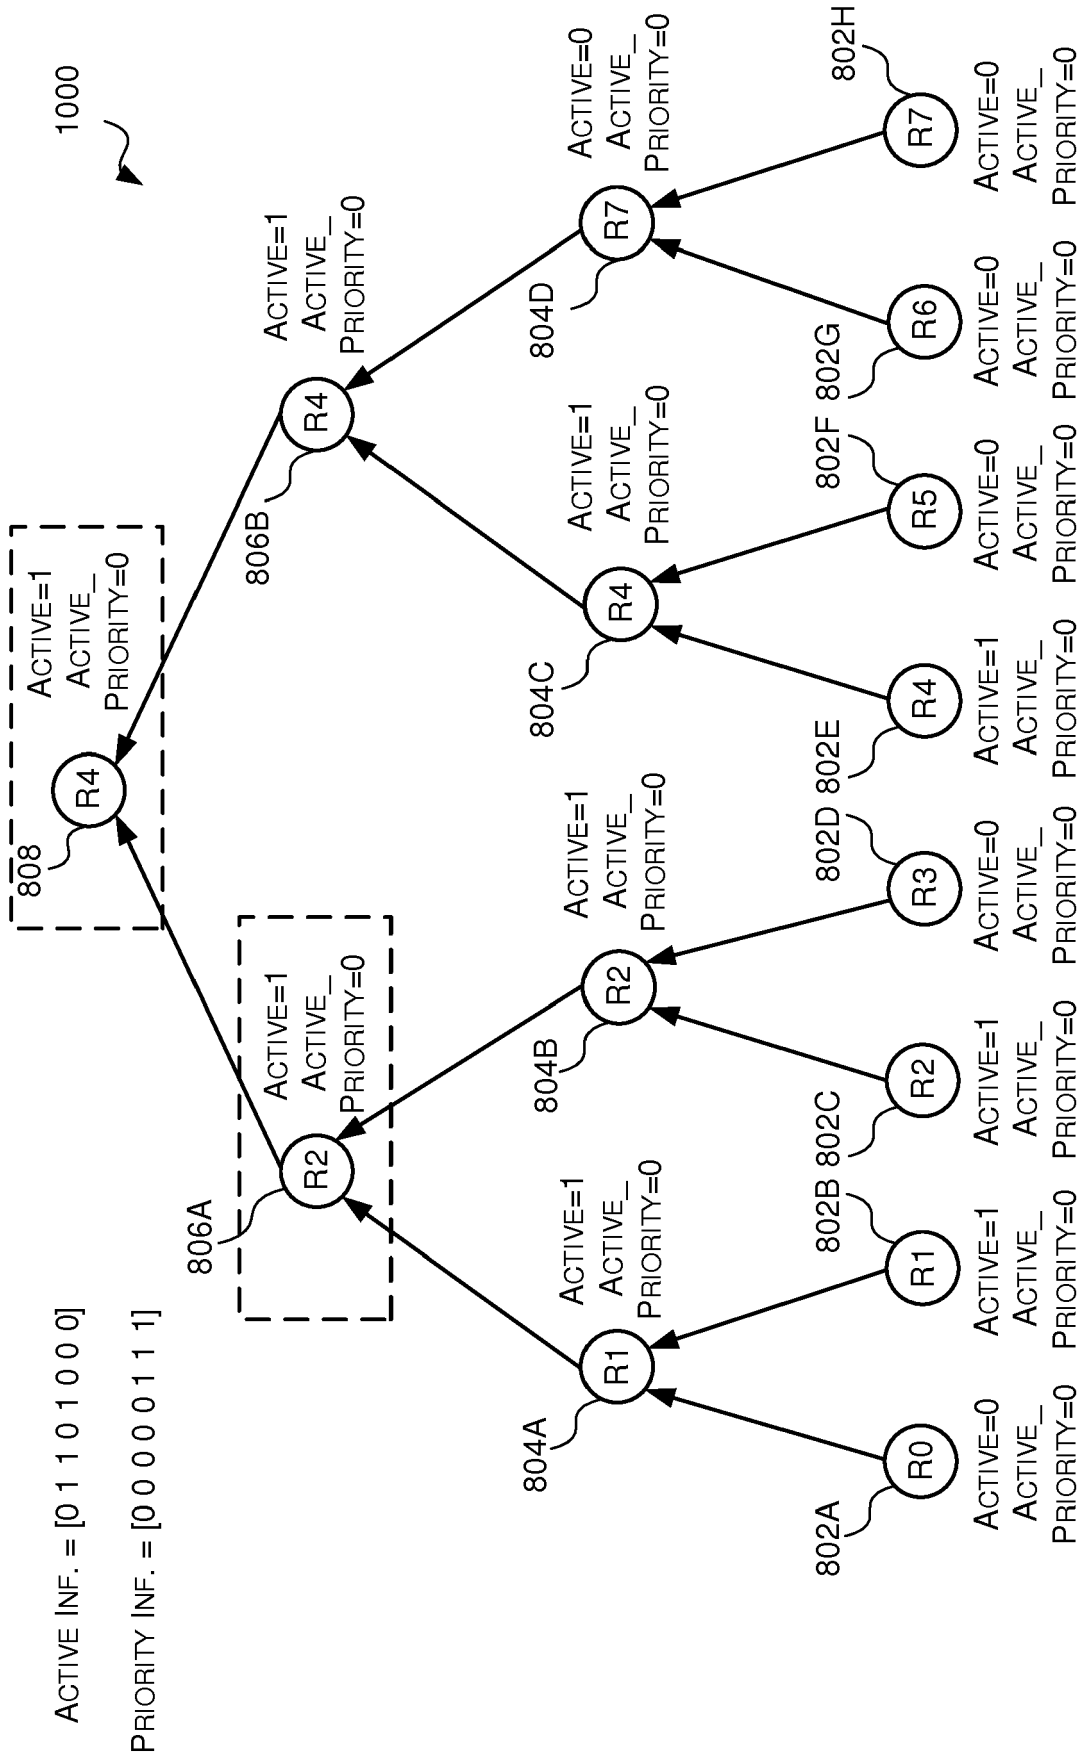 1000
ACTIVE INF. = [0 1 1 0 1 0 0 0]
PRIORITY INF. = [0 0 0 0 0 1 1 1]
808
R4
ACTIVE=1
ACTIVE_
PRIORITY=0
806A
R2
ACTIVE=1
ACTIVE_
PRIORITY=0
806B
R4
ACTIVE=1
ACTIVE_
PRIORITY=0
804A
R1
ACTIVE=1
ACTIVE_
PRIORITY=0
804B
R2
ACTIVE=1
ACTIVE_
PRIORITY=0
804C
R4
ACTIVE=1
ACTIVE_
PRIORITY=0
804D
R7
ACTIVE=0
ACTIVE_
PRIORITY=0
802A
R0
ACTIVE=0
ACTIVE_
PRIORITY=0
802B
R1
ACTIVE=1
ACTIVE_
PRIORITY=0
802C
R2
ACTIVE=1
ACTIVE_
PRIORITY=0
802D
R3
ACTIVE=0
ACTIVE_
PRIORITY=0
802E
R4
ACTIVE=1
ACTIVE_
PRIORITY=0
802F
R5
ACTIVE=0
ACTIVE_
PRIORITY=0
802G
R6
ACTIVE=0
ACTIVE_
PRIORITY=0
802H
R7
ACTIVE=0
ACTIVE_
PRIORITY=0